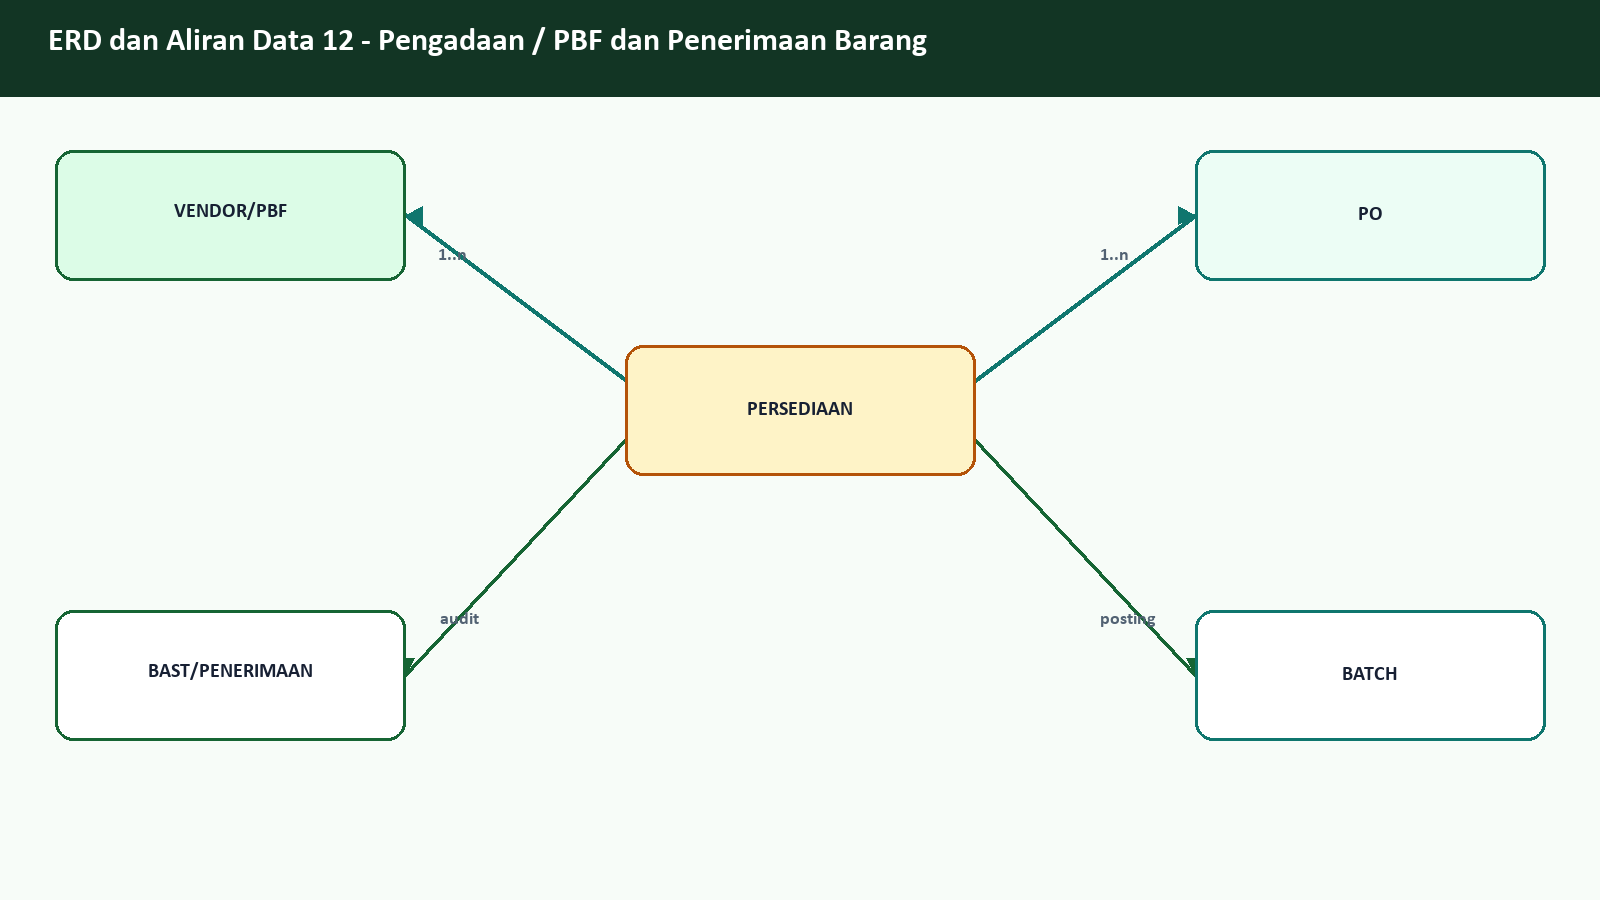 ERD dan Aliran Data 12 - Pengadaan / PBF dan Penerimaan Barang
VENDOR/PBF
PO
1..n
1..n
PERSEDIAAN
audit
posting
BAST/PENERIMAAN
BATCH